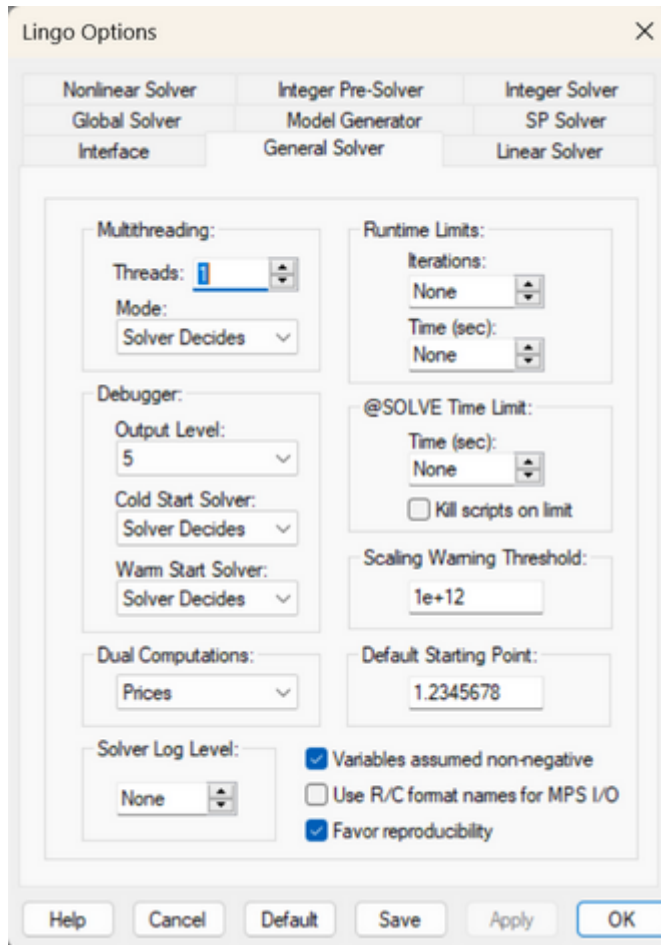 Lingo Options
Nonlinear Solver Integer Pre-Solver Integer Solver
Global Solver Model Generator SP Solver
Interface General Solver Linear Solver
Multithreading:
Threads: 1
Mode:
Solver Decides
Debugger:
Output Level:
5
Cold Start Solver:
Solver Decides
Warm Start Solver:
Solver Decides
Dual Computations:
Prices
Solver Log Level:
None
Runtime Limits:
Iterations:
None
Time (sec):
None
@SOLVE Time Limit:
Time (sec):
None
Kill scripts on limit
Scaling Warning Threshold:
1e+12
Default Starting Point:
1.2345678
Variables assumed non-negative
Use R/C format names for MPS I/O
Favor reproducibility
Help Cancel Default Save Apply OK